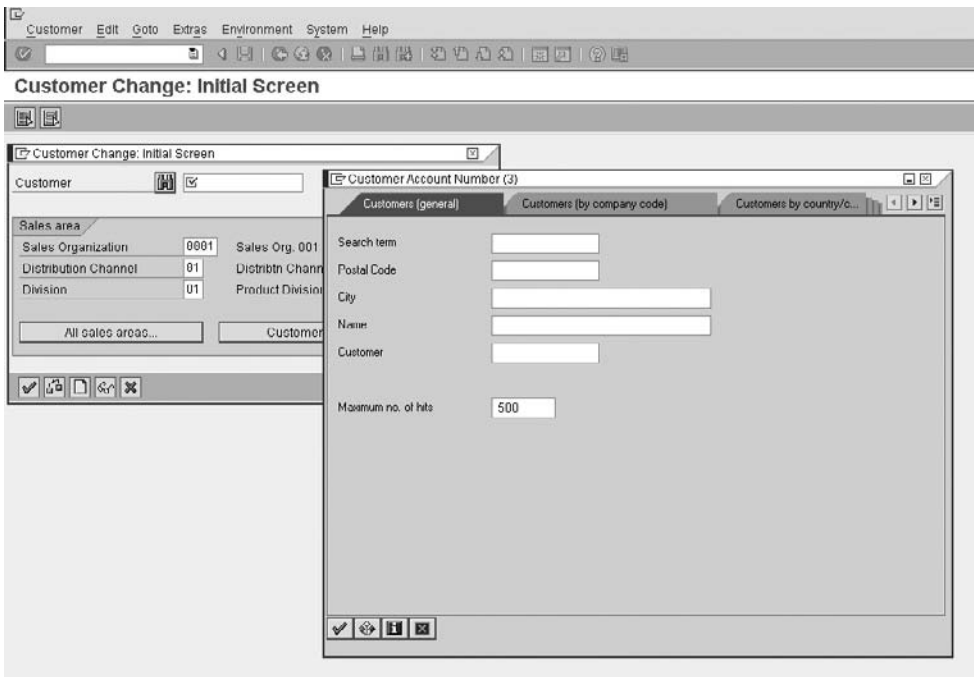 Customer Edit Goto Extras Environment System Help
Customer Change: Initial Screen
Customer Change: Initial Screen
Customer
Sales area
Sales Organization 0001 Sales Org. 001
Distribution Channel 01 Distribtn Chann
Division 01 Product Division
All sales areas... Customer
Customer Account Number (3)
Customers (general) Customers (by company code) Customers by country/c...
Search term
Postal Code
City
Name
Customer
Maximum no. of hits 500